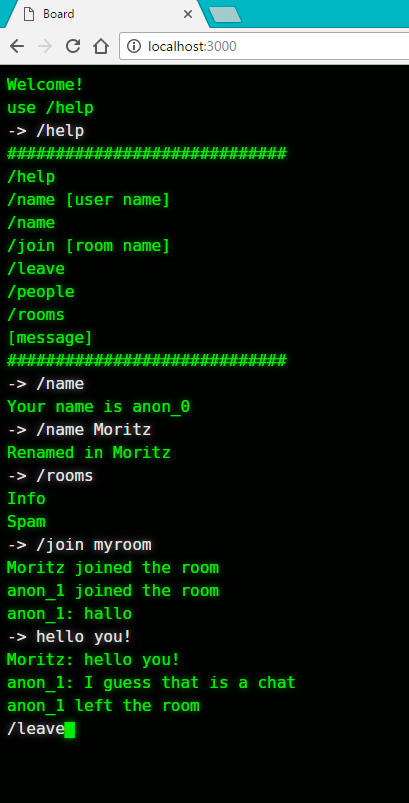 Board
localhost:3000
Welcome!
use /help
-> /help
#############################
/help
/name [user name]
/name
/join [room name]
/leave
/people
/rooms
[message]
#############################
-> /name
Your name is anon_0
-> /name Moritz
Renamed in Moritz
-> /rooms
Info
Spam
-> /join myroom
Moritz joined the room
anon_1 joined the room
anon_1: hallo
-> hello you!
Moritz: hello you!
anon_1: I guess that is a chat
anon_1 left the room
/leave